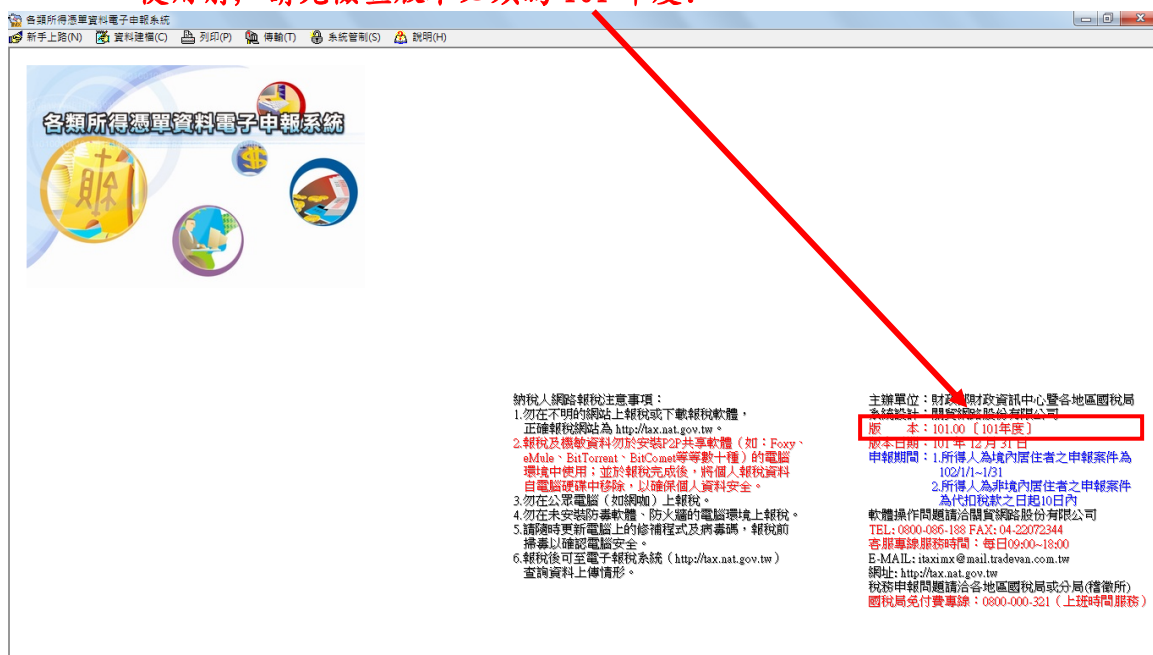 使用前, 請先檢查版本必須為 101 年度!
各類所得憑單資料電子申報系統
新手上路(N) 資料建檔(C) 列印(P) 傳輸(T) 系統管制(S) 說明(H)
各類所得憑單資料電子申報系統
財
納稅人網路報稅注意事項：
1.勿在不明的網站上報稅或下載報稅軟體，
正確報稅網站為 http://tax.nat.gov.tw。
2.報稅及機敏資料勿於安裝P2P共享軟體（如：Foxy、
eMule、BitTorrent、BitComet等等數十種）的電腦
環境中使用；並於報稅完成後，將個人報稅資料
自電腦硬碟中移除，以確保個人資料安全。
3.勿在公眾電腦（如網咖）上報稅。
4.勿在未安裝防毒軟體、防火牆的電腦環境上報稅。
5.請隨時更新電腦上的修補程式及病毒碼，報稅前
掃毒以確認電腦安全。
6.報稅後可至電子報稅系統（http://tax.nat.gov.tw）
查詢資料上傳情形。
主辦單位：財政部財政資訊中心暨各地區國稅局
系統設計：關貿網路股份有限公司
版 本：101.00〔101年度〕
版本日期：101 年 12 月 31 日
申報期間：1.所得人為境內居住者之申報案件為
102/1/1~1/31
2.所得人為非境內居住者之申報案件
為代扣稅款之日起10日內
軟體操作問題請洽關貿網路股份有限公司
TEL: 0800-086-188 FAX: 04-22072344
客服專線服務時間：每日09:00~18:00
E-MAIL: itaximx@mail.tradevan.com.tw
網址: http://tax.nat.gov.tw
稅務申報問題請洽各地區國稅局或分局(稽徵所)
國稅局免付費專線：0800-000-321（上班時間服務）